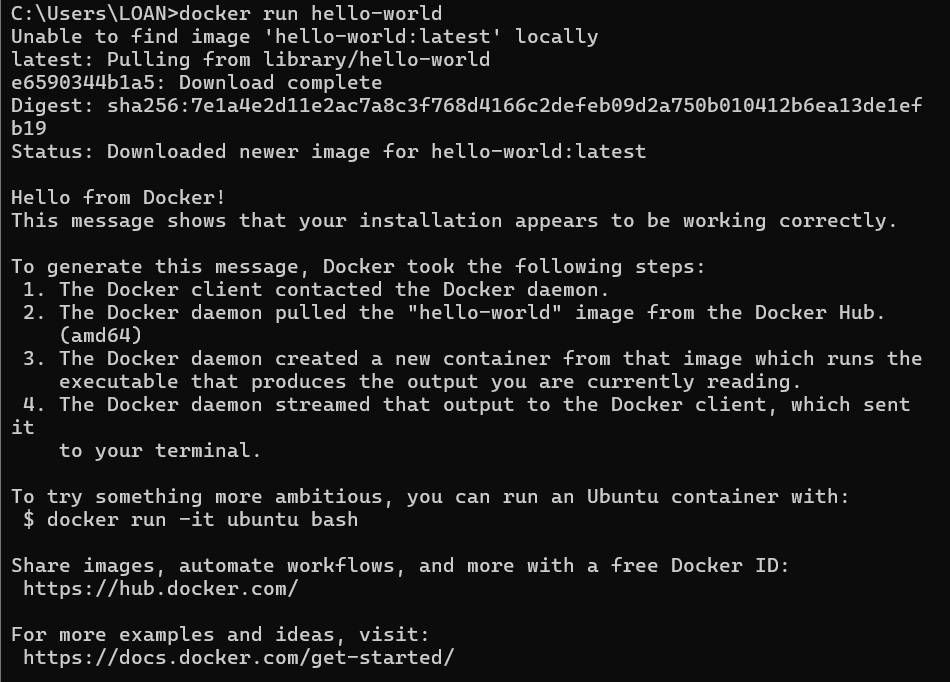 C:\Users\LOAN>docker run hello-world
Unable to find image 'hello-world:latest' locally
latest: Pulling from library/hello-world
e6590344b1a5: Download complete
Digest: sha256:7e1a4e2d11e2ac7a8c3f768d4166c2defeb09d2a750b010412b6ea13de1ef
b19
Status: Downloaded newer image for hello-world:latest

Hello from Docker!
This message shows that your installation appears to be working correctly.

To generate this message, Docker took the following steps:
 1. The Docker client contacted the Docker daemon.
 2. The Docker daemon pulled the "hello-world" image from the Docker Hub.
    (amd64)
 3. The Docker daemon created a new container from that image which runs the
    executable that produces the output you are currently reading.
 4. The Docker daemon streamed that output to the Docker client, which sent
it
    to your terminal.

To try something more ambitious, you can run an Ubuntu container with:
 $ docker run -it ubuntu bash

Share images, automate workflows, and more with a free Docker ID:
 https://hub.docker.com/

For more examples and ideas, visit:
 https://docs.docker.com/get-started/